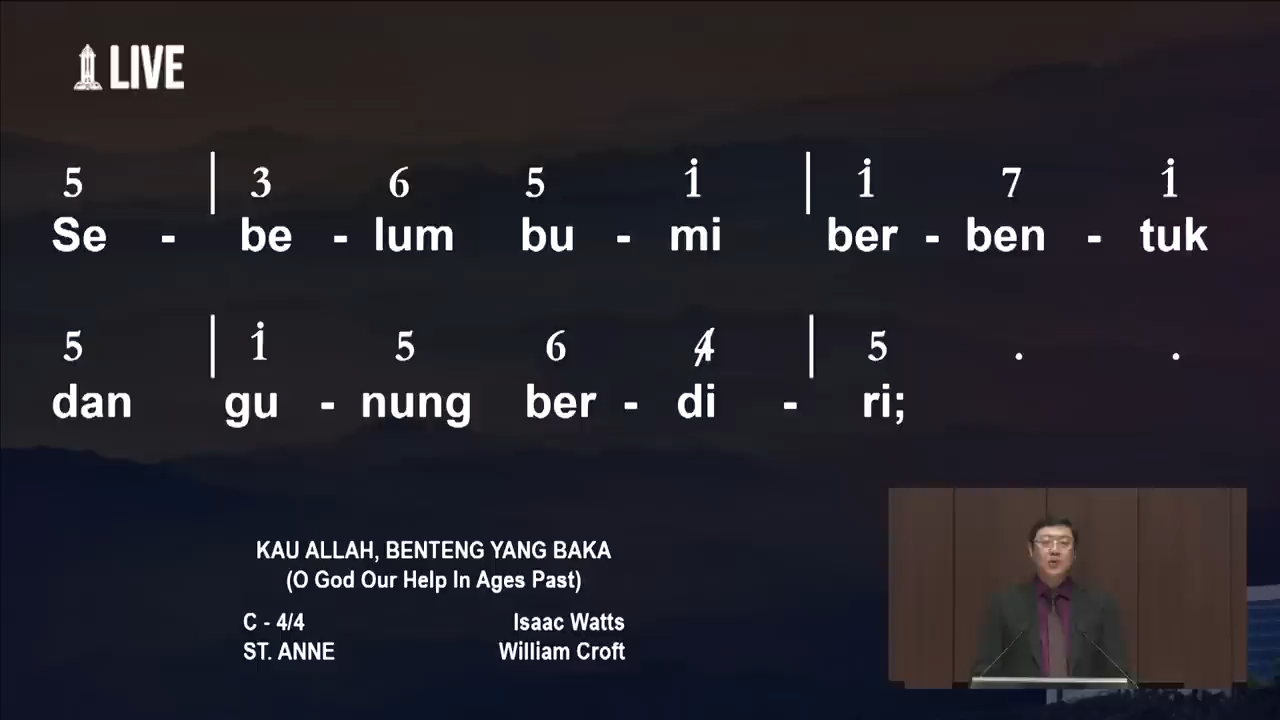 LIVE
5 | 3 6 5 i | i 7 i
Se - be - lum bu - mi ber - ben - tuk
5 | i 5 6 4̸ | 5 . .
dan gu - nung ber - di - ri;
KAU ALLAH, BENTENG YANG BAKA
(O God Our Help In Ages Past)
C - 4/4 Isaac Watts
ST. ANNE William Croft